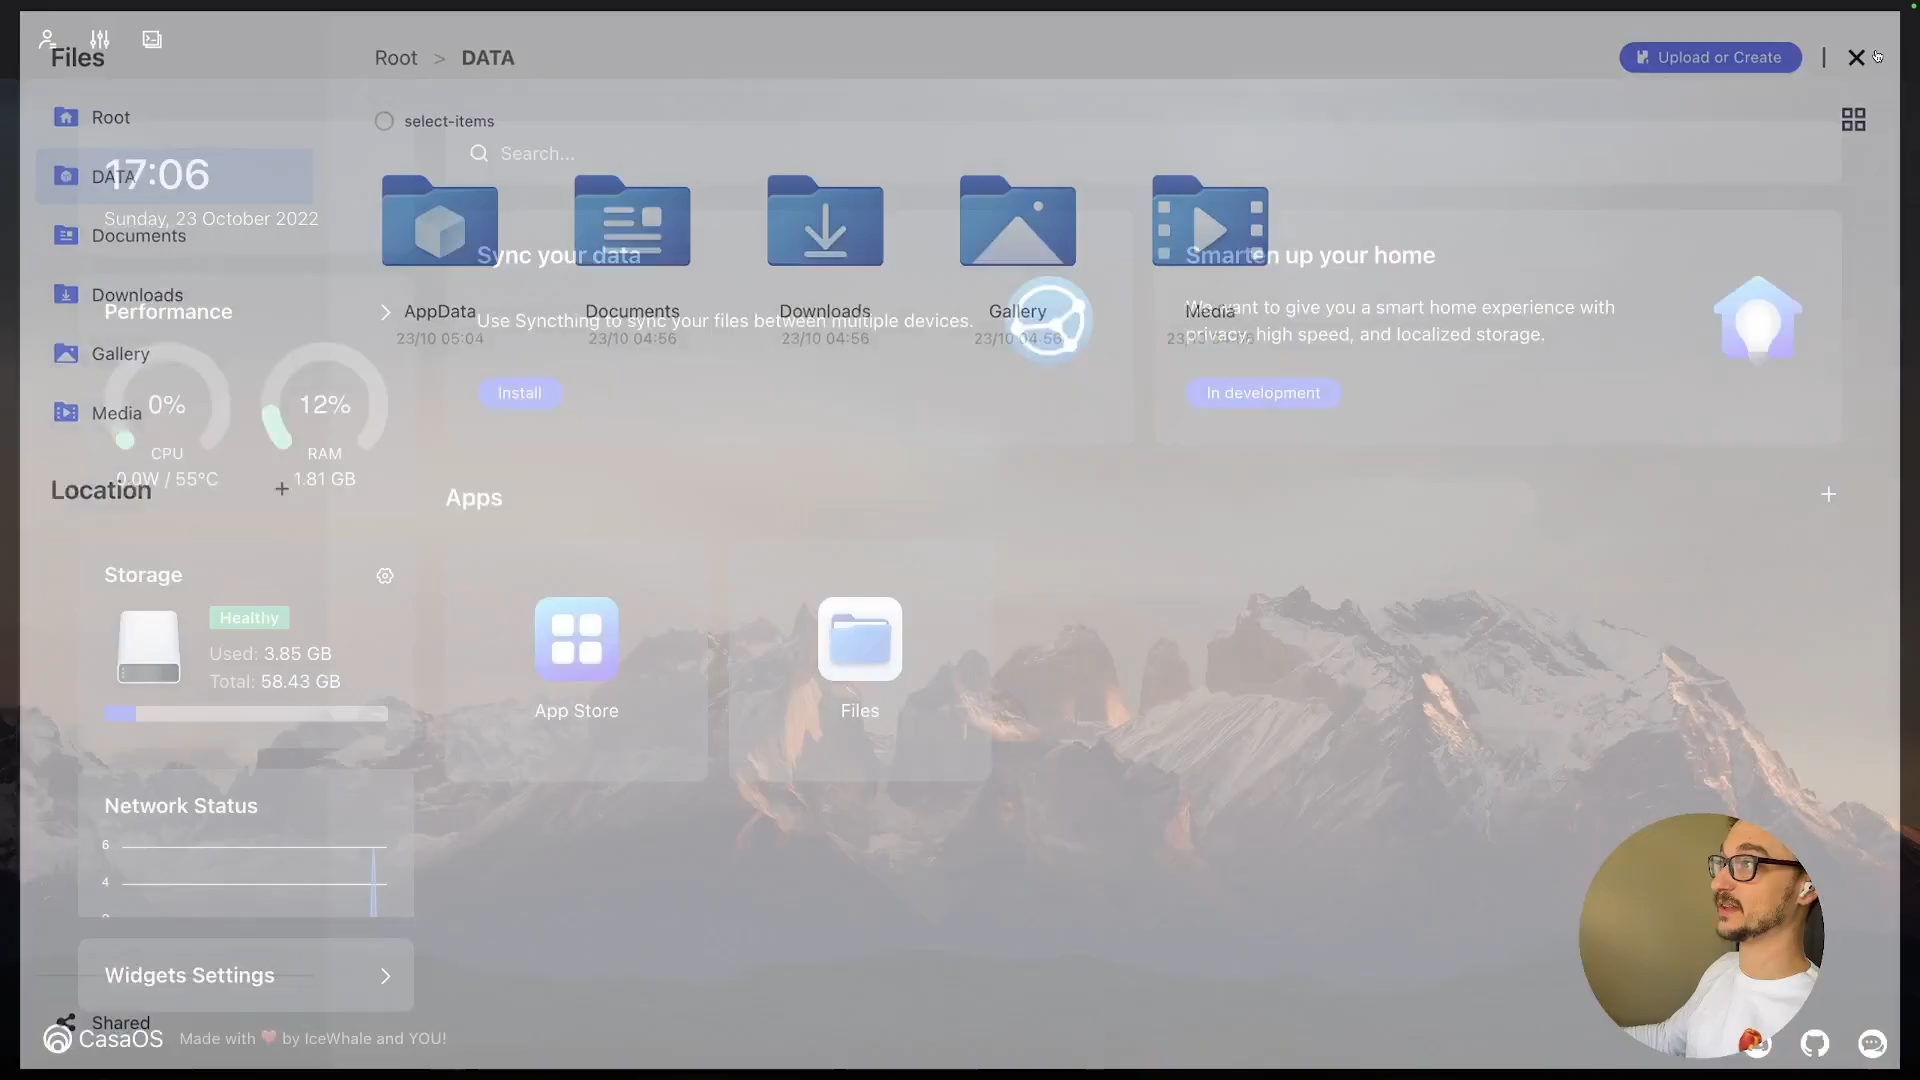 Files
Root > DATA
Upload or Create
Root
select-items
Search...
DATA
17:06
Sunday, 23 October 2022
Documents
Sync your data
Smarten up your home
Downloads
Performance
AppData
Documents
Downloads
Gallery
Media
Use Syncthing to sync your files between multiple devices.
We want to give you a smart home experience with
privacy, high speed, and localized storage.
23/10 05:04
23/10 04:56
23/10 04:56
23/10 04:56
Gallery
Install
In development
Media
0%
12%
CPU
RAM
0.0W / 55°C
1.81 GB
Location
Apps
Storage
Healthy
Used: 3.85 GB
Total: 58.43 GB
App Store
Files
Network Status
6
4
Widgets Settings
Shared
CasaOS
Made with ❤ by IceWhale and YOU!